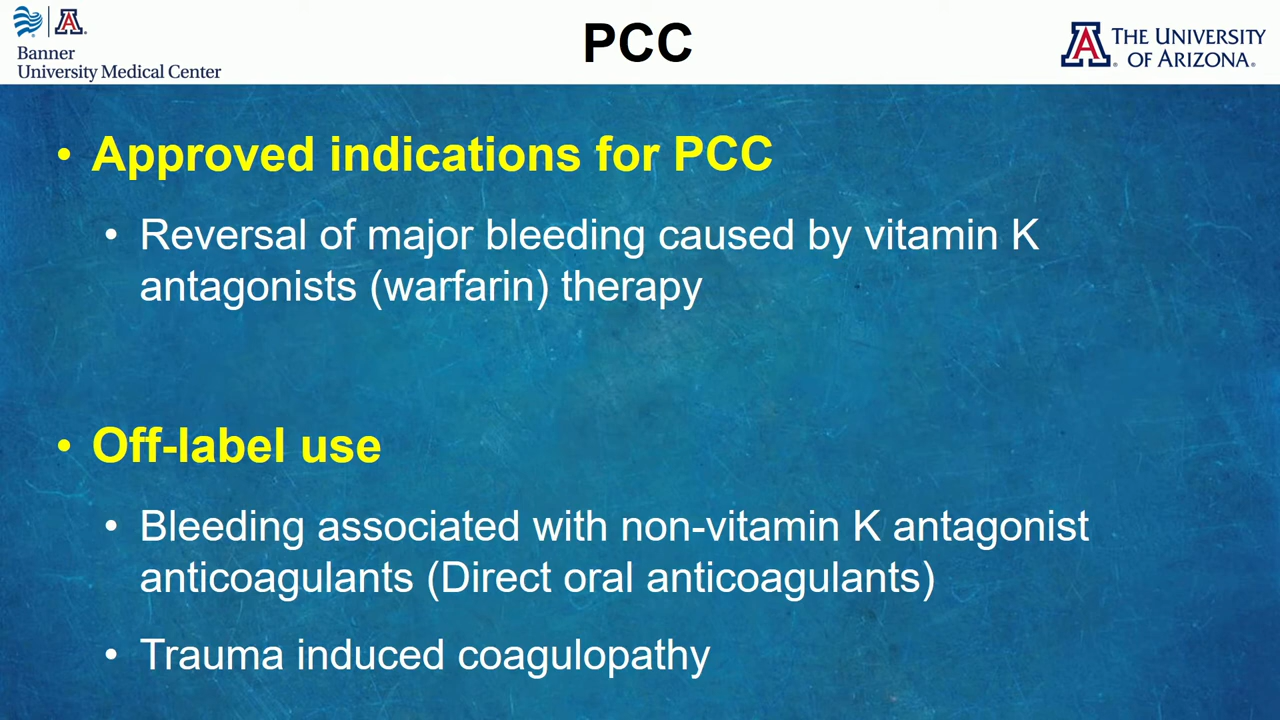 Banner
University Medical Center
PCC
A THE UNIVERSITY
OF ARIZONA.
• Approved indications for PCC
• Reversal of major bleeding caused by vitamin K
antagonists (warfarin) therapy
• Off-label use
• Bleeding associated with non-vitamin K antagonist
anticoagulants (Direct oral anticoagulants)
• Trauma induced coagulopathy